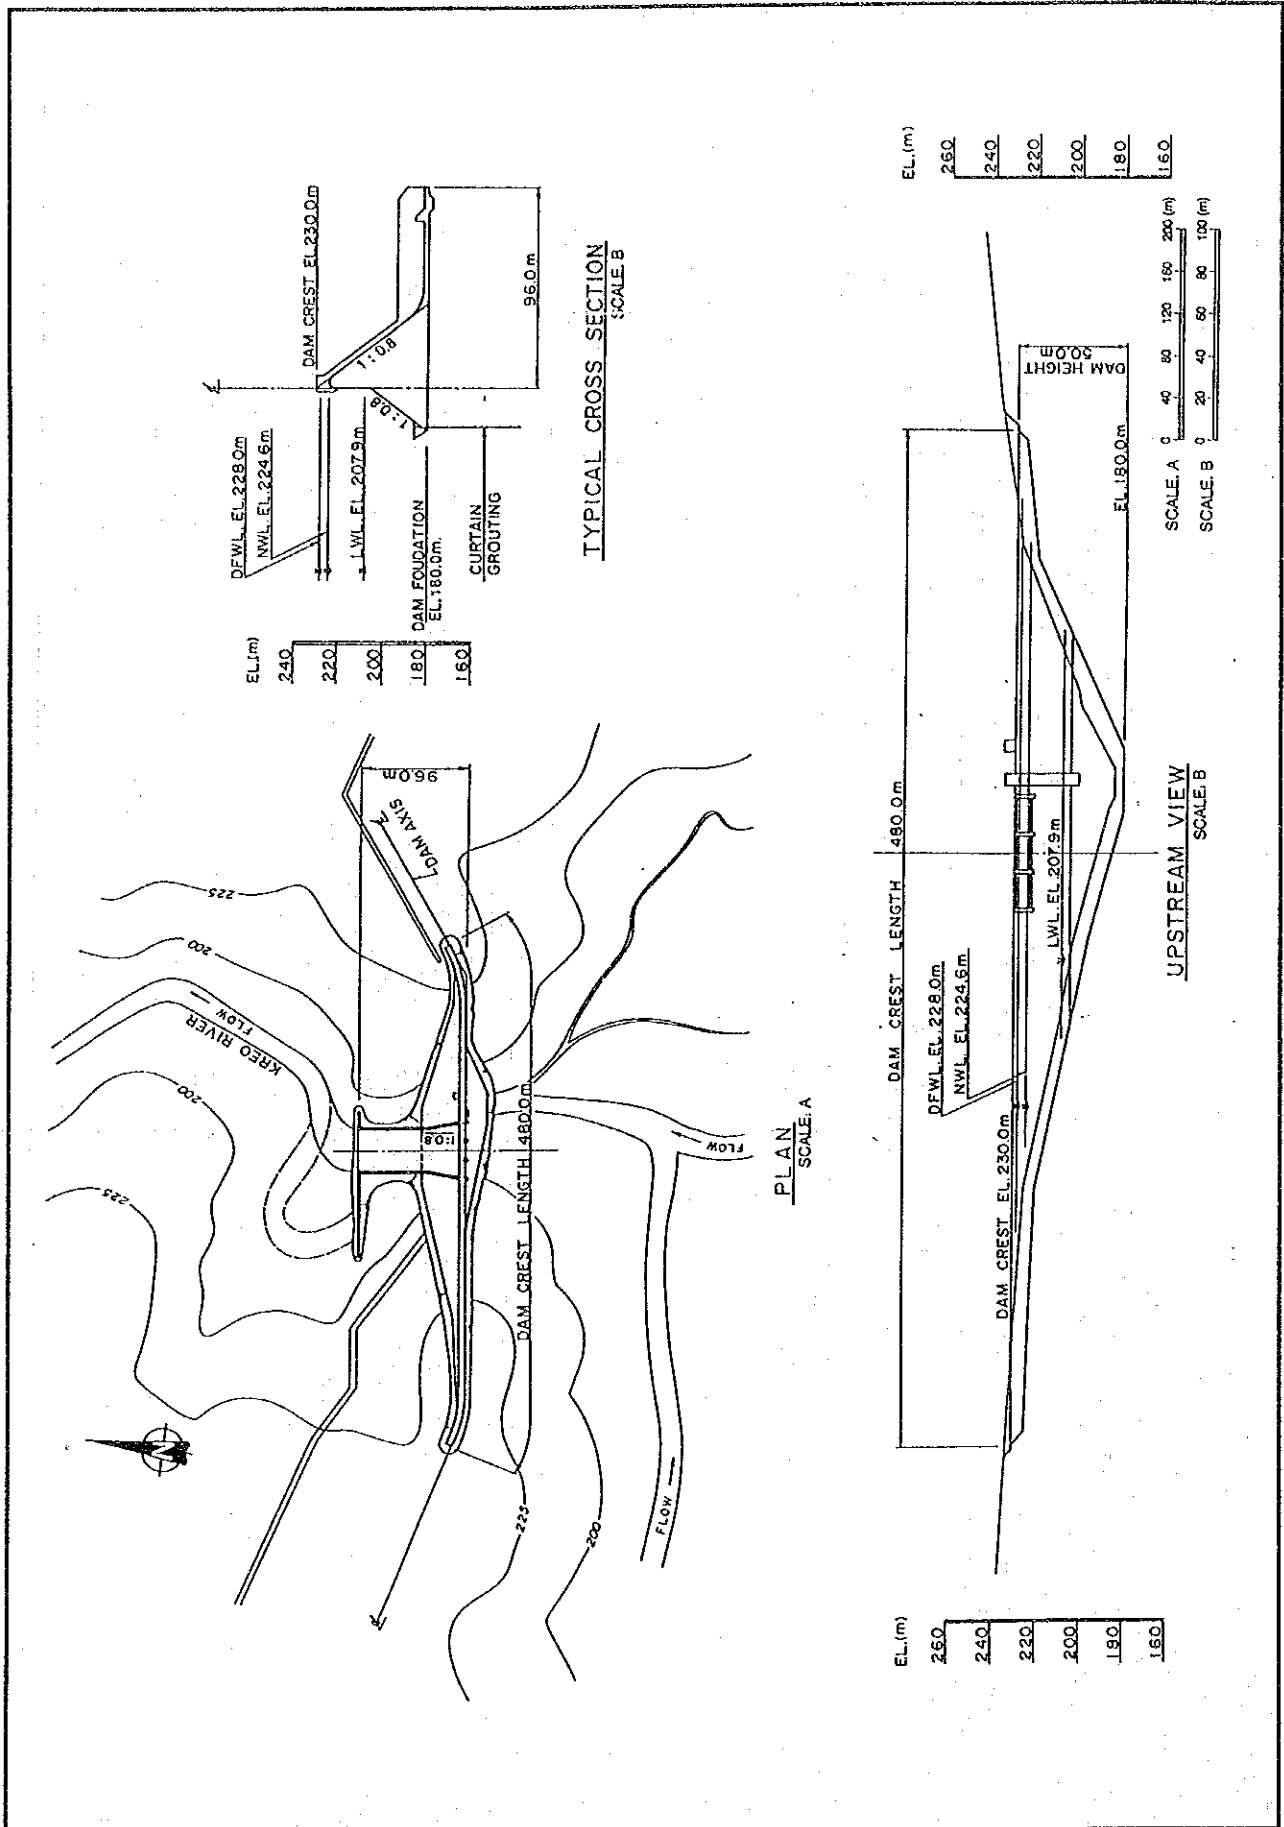 225
200
FLOW
KREO RIVER
200
225
N
1:0.8
DAM CREST LENGTH 480.0m
96.0m
DAM AXIS
225
200
FLOW
FLOW
PLAN
SCALE: A
EL.(m)
240
220
200
180
160
DFWL. EL.228.0m
NWL. EL.224.6m
LWL. EL.207.9m
DAM CREST EL.230.0m
1:0.8
1:0.8
DAM FOUDATION
EL.180.0m.
CURTAIN
GROUTING
96.0m
TYPICAL CROSS SECTION
SCALE: B
EL.(m)
260
240
220
200
180
160
DAM CREST LENGTH 480.0m
DFWL. EL.228.0m
NWL. EL.224.6m
DAM CREST EL.230.0m
LWL. EL.207.9m
DAM HEIGHT
50.0m
EL.180.0m
EL.(m)
260
240
220
200
180
160
UPSTREAM VIEW
SCALE: B
SCALE: A
0 40 80 120 160 200 (m)
SCALE: B
0 20 40 60 80 100 (m)